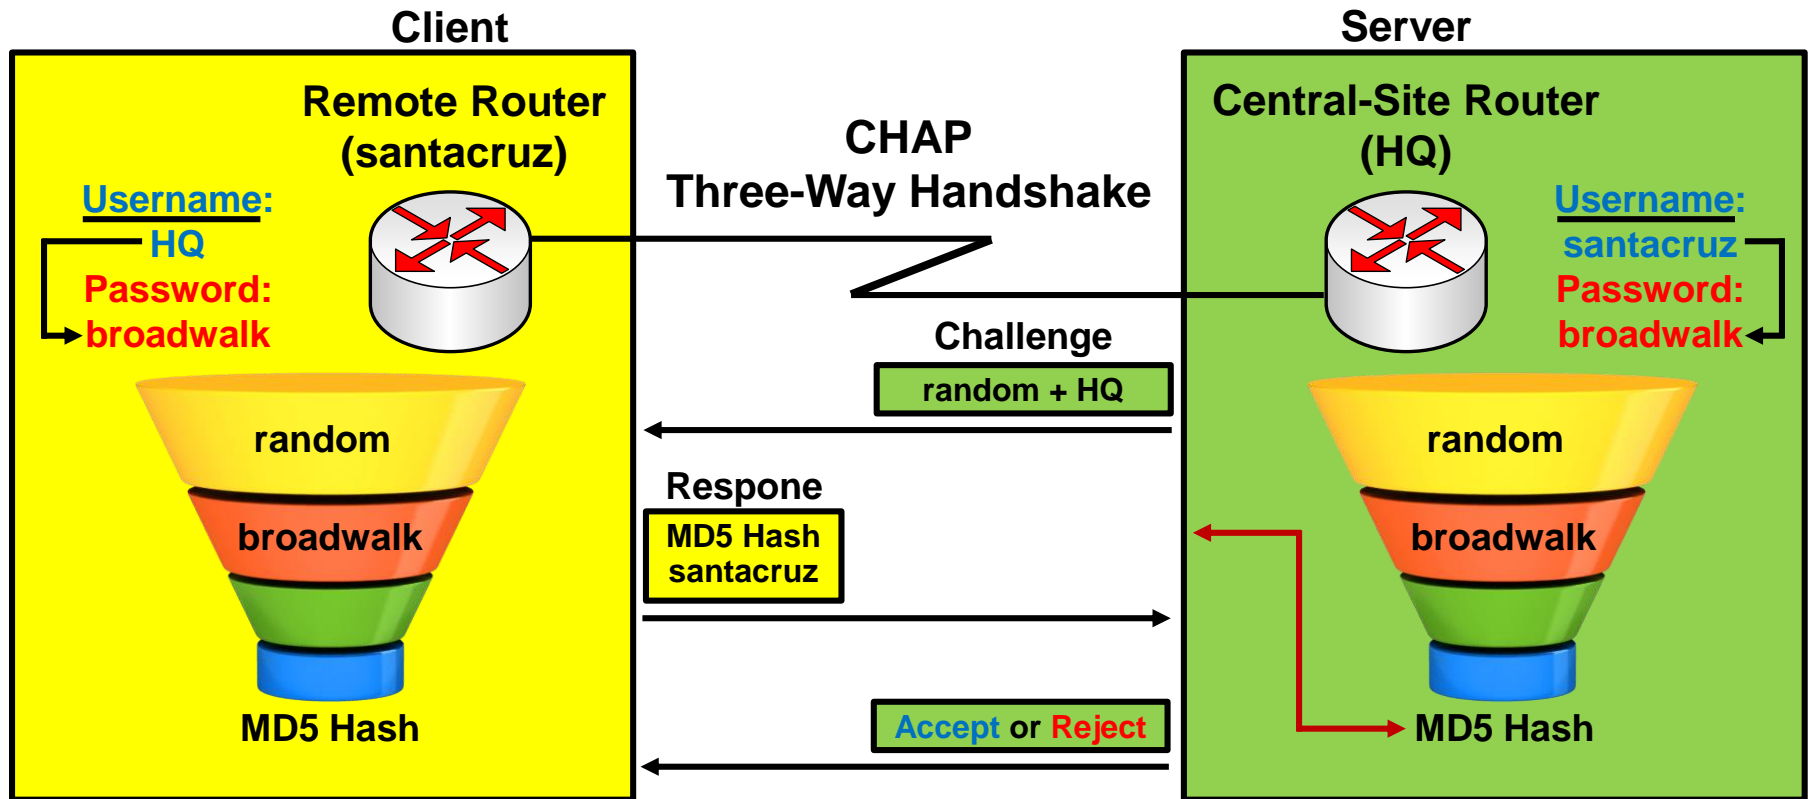 Client
Server
Remote Router
(santacruz)
Central-Site Router
(HQ)
CHAP
Three-Way Handshake
Username:
HQ
Password:
broadwalk
Username:
santacruz
Password:
broadwalk
Challenge
random + HQ
random
broadwalk
MD5 Hash
Respone
MD5 Hash
santacruz
random
broadwalk
MD5 Hash
Accept or Reject